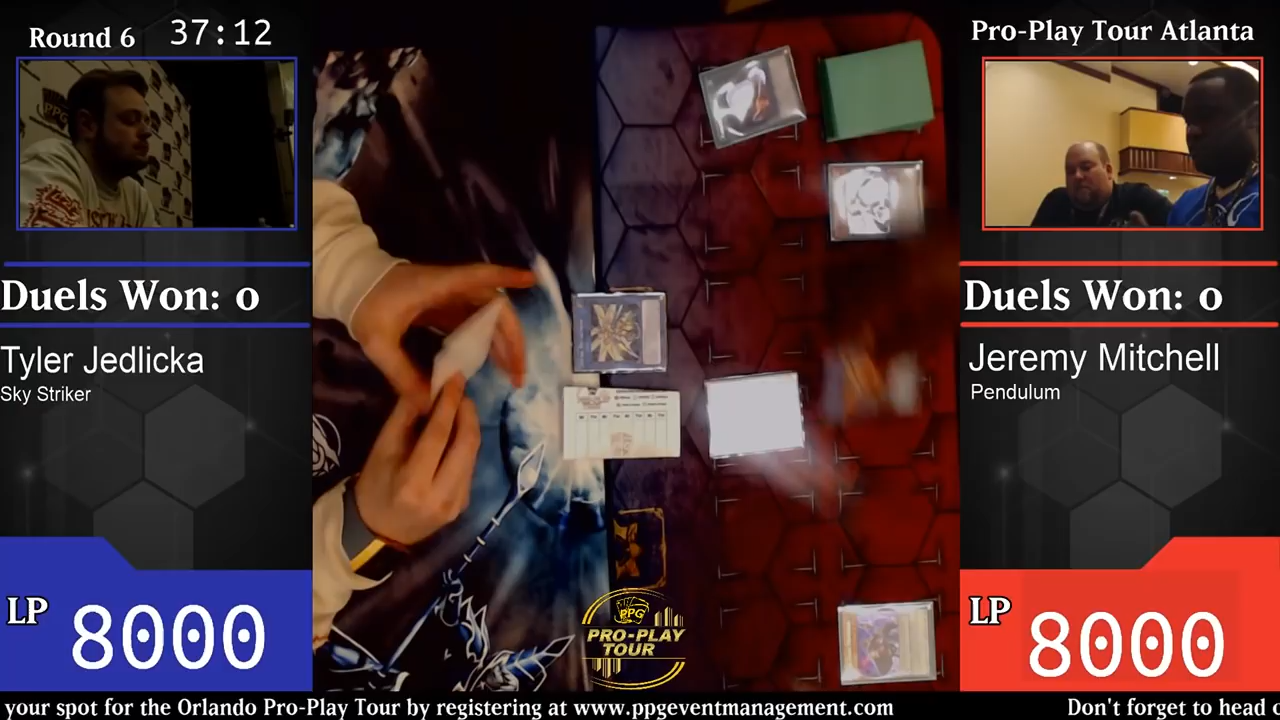 Round 6
37:12
Pro-Play Tour Atlanta
PPG
Duels Won: 0
Duels Won: 0
Tyler Jedlicka
Sky Striker
Jeremy Mitchell
Pendulum
PPG
PRO-PLAY
TOUR
LP 8000
LP 8000
your spot for the Orlando Pro-Play Tour by registering at www.ppgeventmanagement.com
Don't forget to head